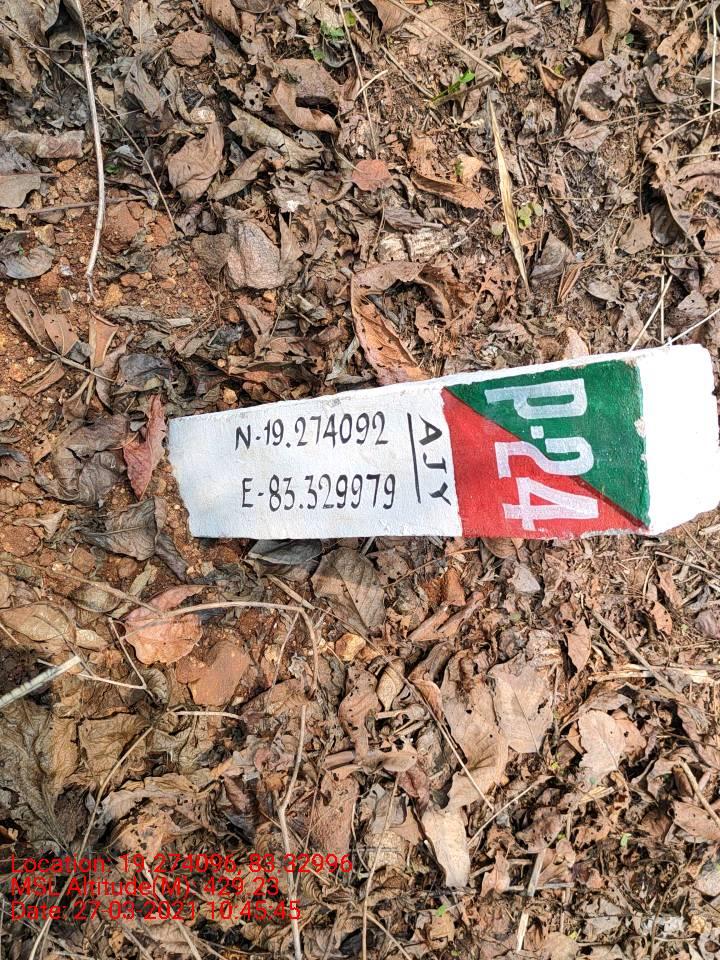 P-24
AJY
N-19.274092
E-83.329979
Location: 19.274096, 83.32996
MSL Altitude(M): 429.23
Date: 27-03-2021 10:45:45